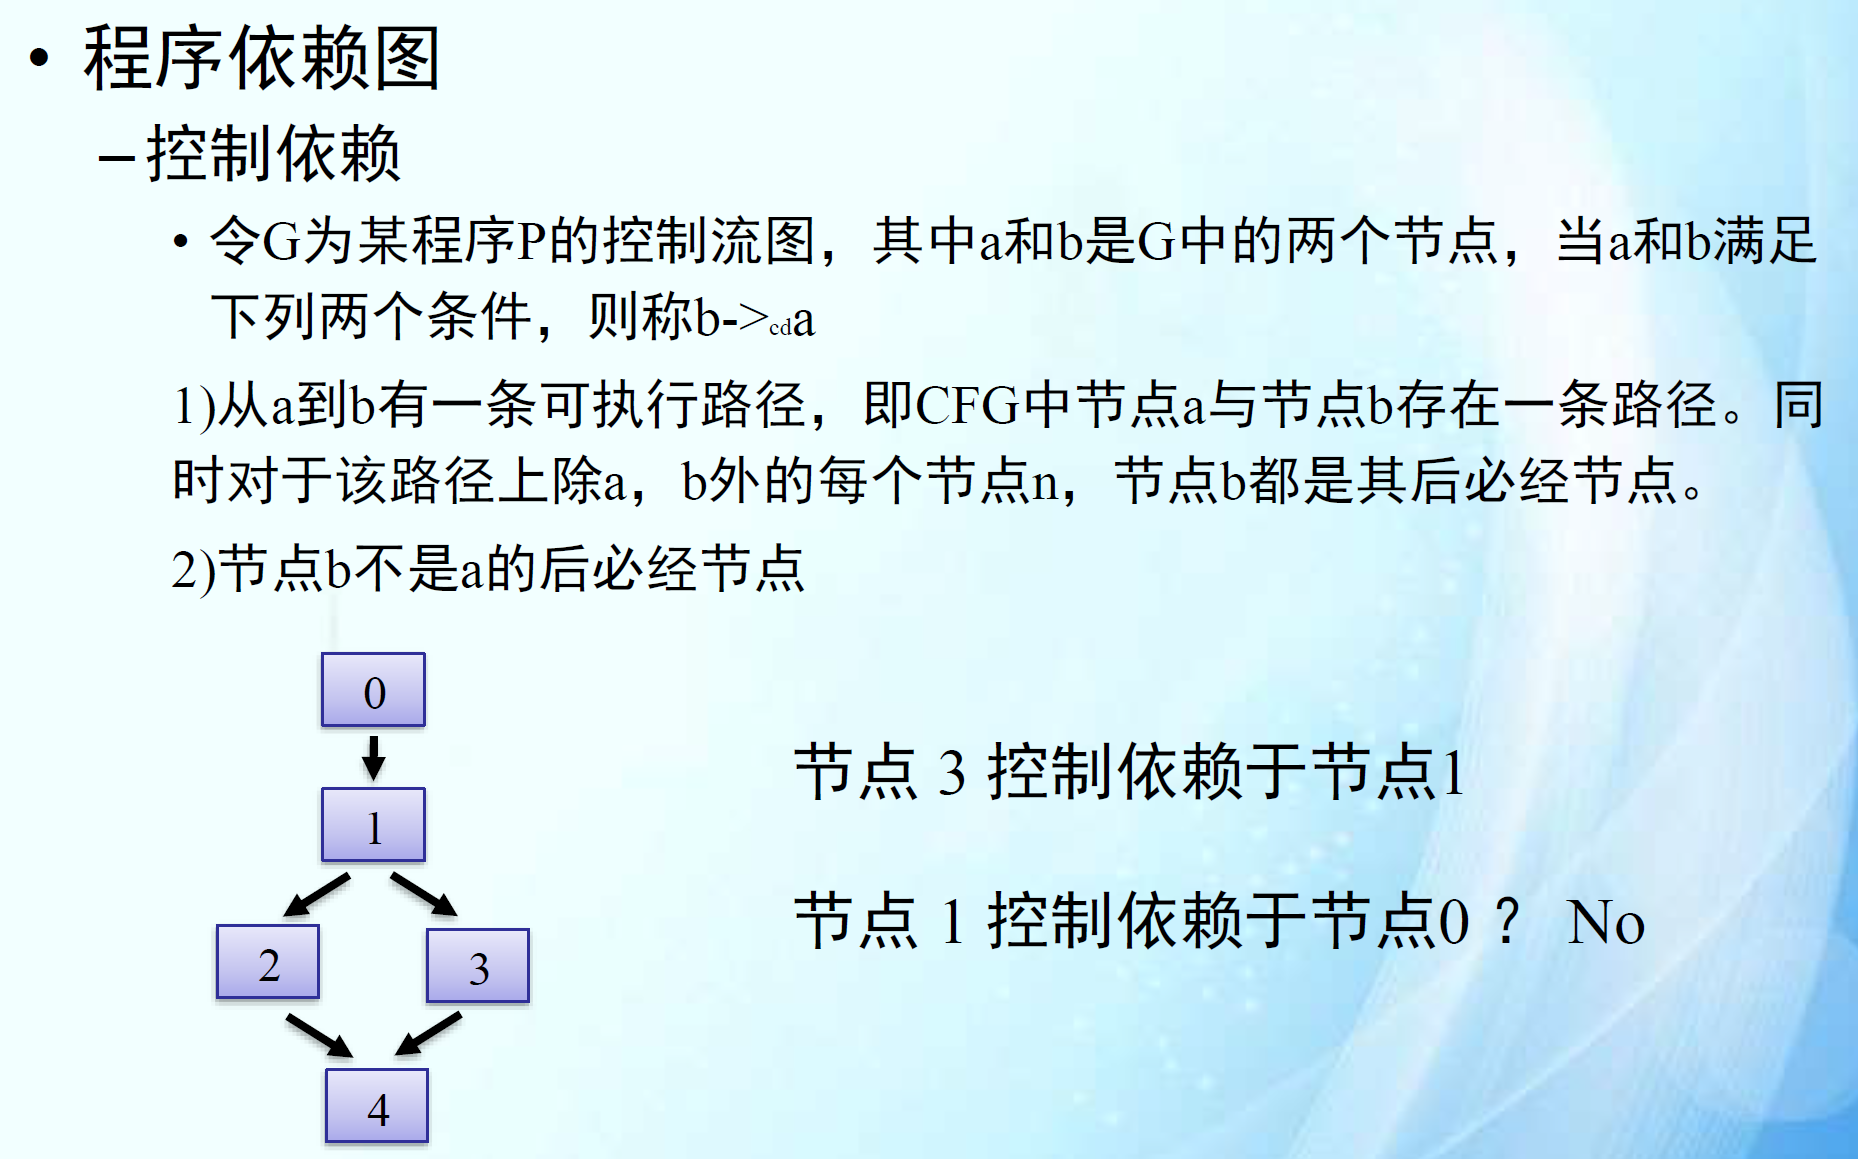 • 程序依赖图
– 控制依赖
• 令G为某程序P的控制流图，其中a和b是G中的两个节点，当a和b满足
下列两个条件，则称b->cda
1)从a到b有一条可执行路径，即CFG中节点a与节点b存在一条路径。同
时对于该路径上除a，b外的每个节点n，节点b都是其后必经节点。
2)节点b不是a的后必经节点
0
1
2
3
4
节点 3 控制依赖于节点1
节点 1 控制依赖于节点0 ？ No